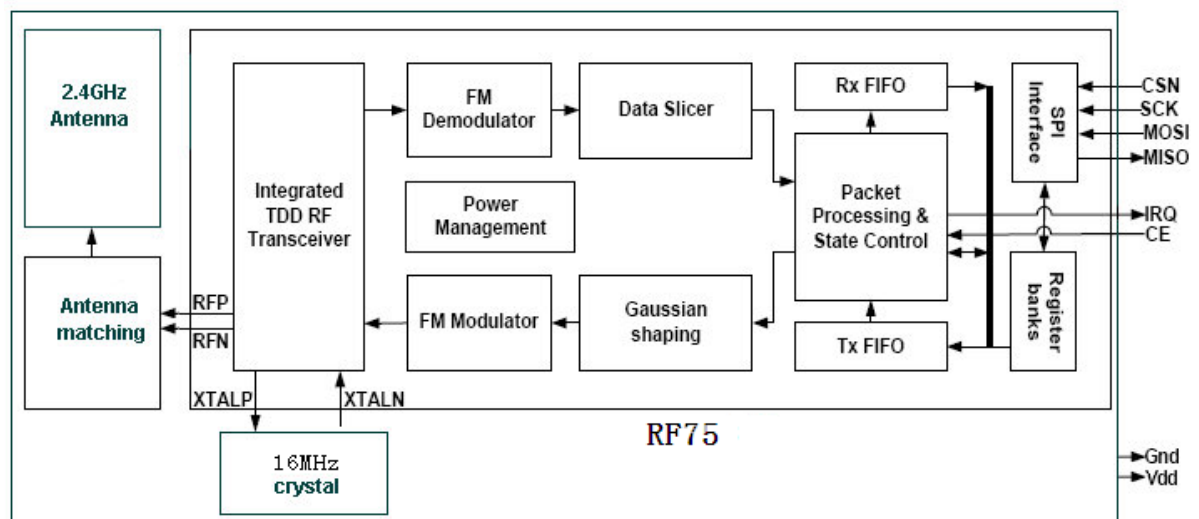 2.4GHz
Antenna
Antenna
matching
RFP
RFN
XTALP
XTALN
16MHz
crystal
Integrated
TDD RF
Transceiver
FM
Demodulator
Data Slicer
Power
Management
FM Modulator
Gaussian
shaping
Rx FIFO
Packet
Processing &
State Control
Tx FIFO
SPI
Interface
Register
banks
CSN
SCK
MOSI
MISO
IRQ
CE
RF75
Gnd
Vdd